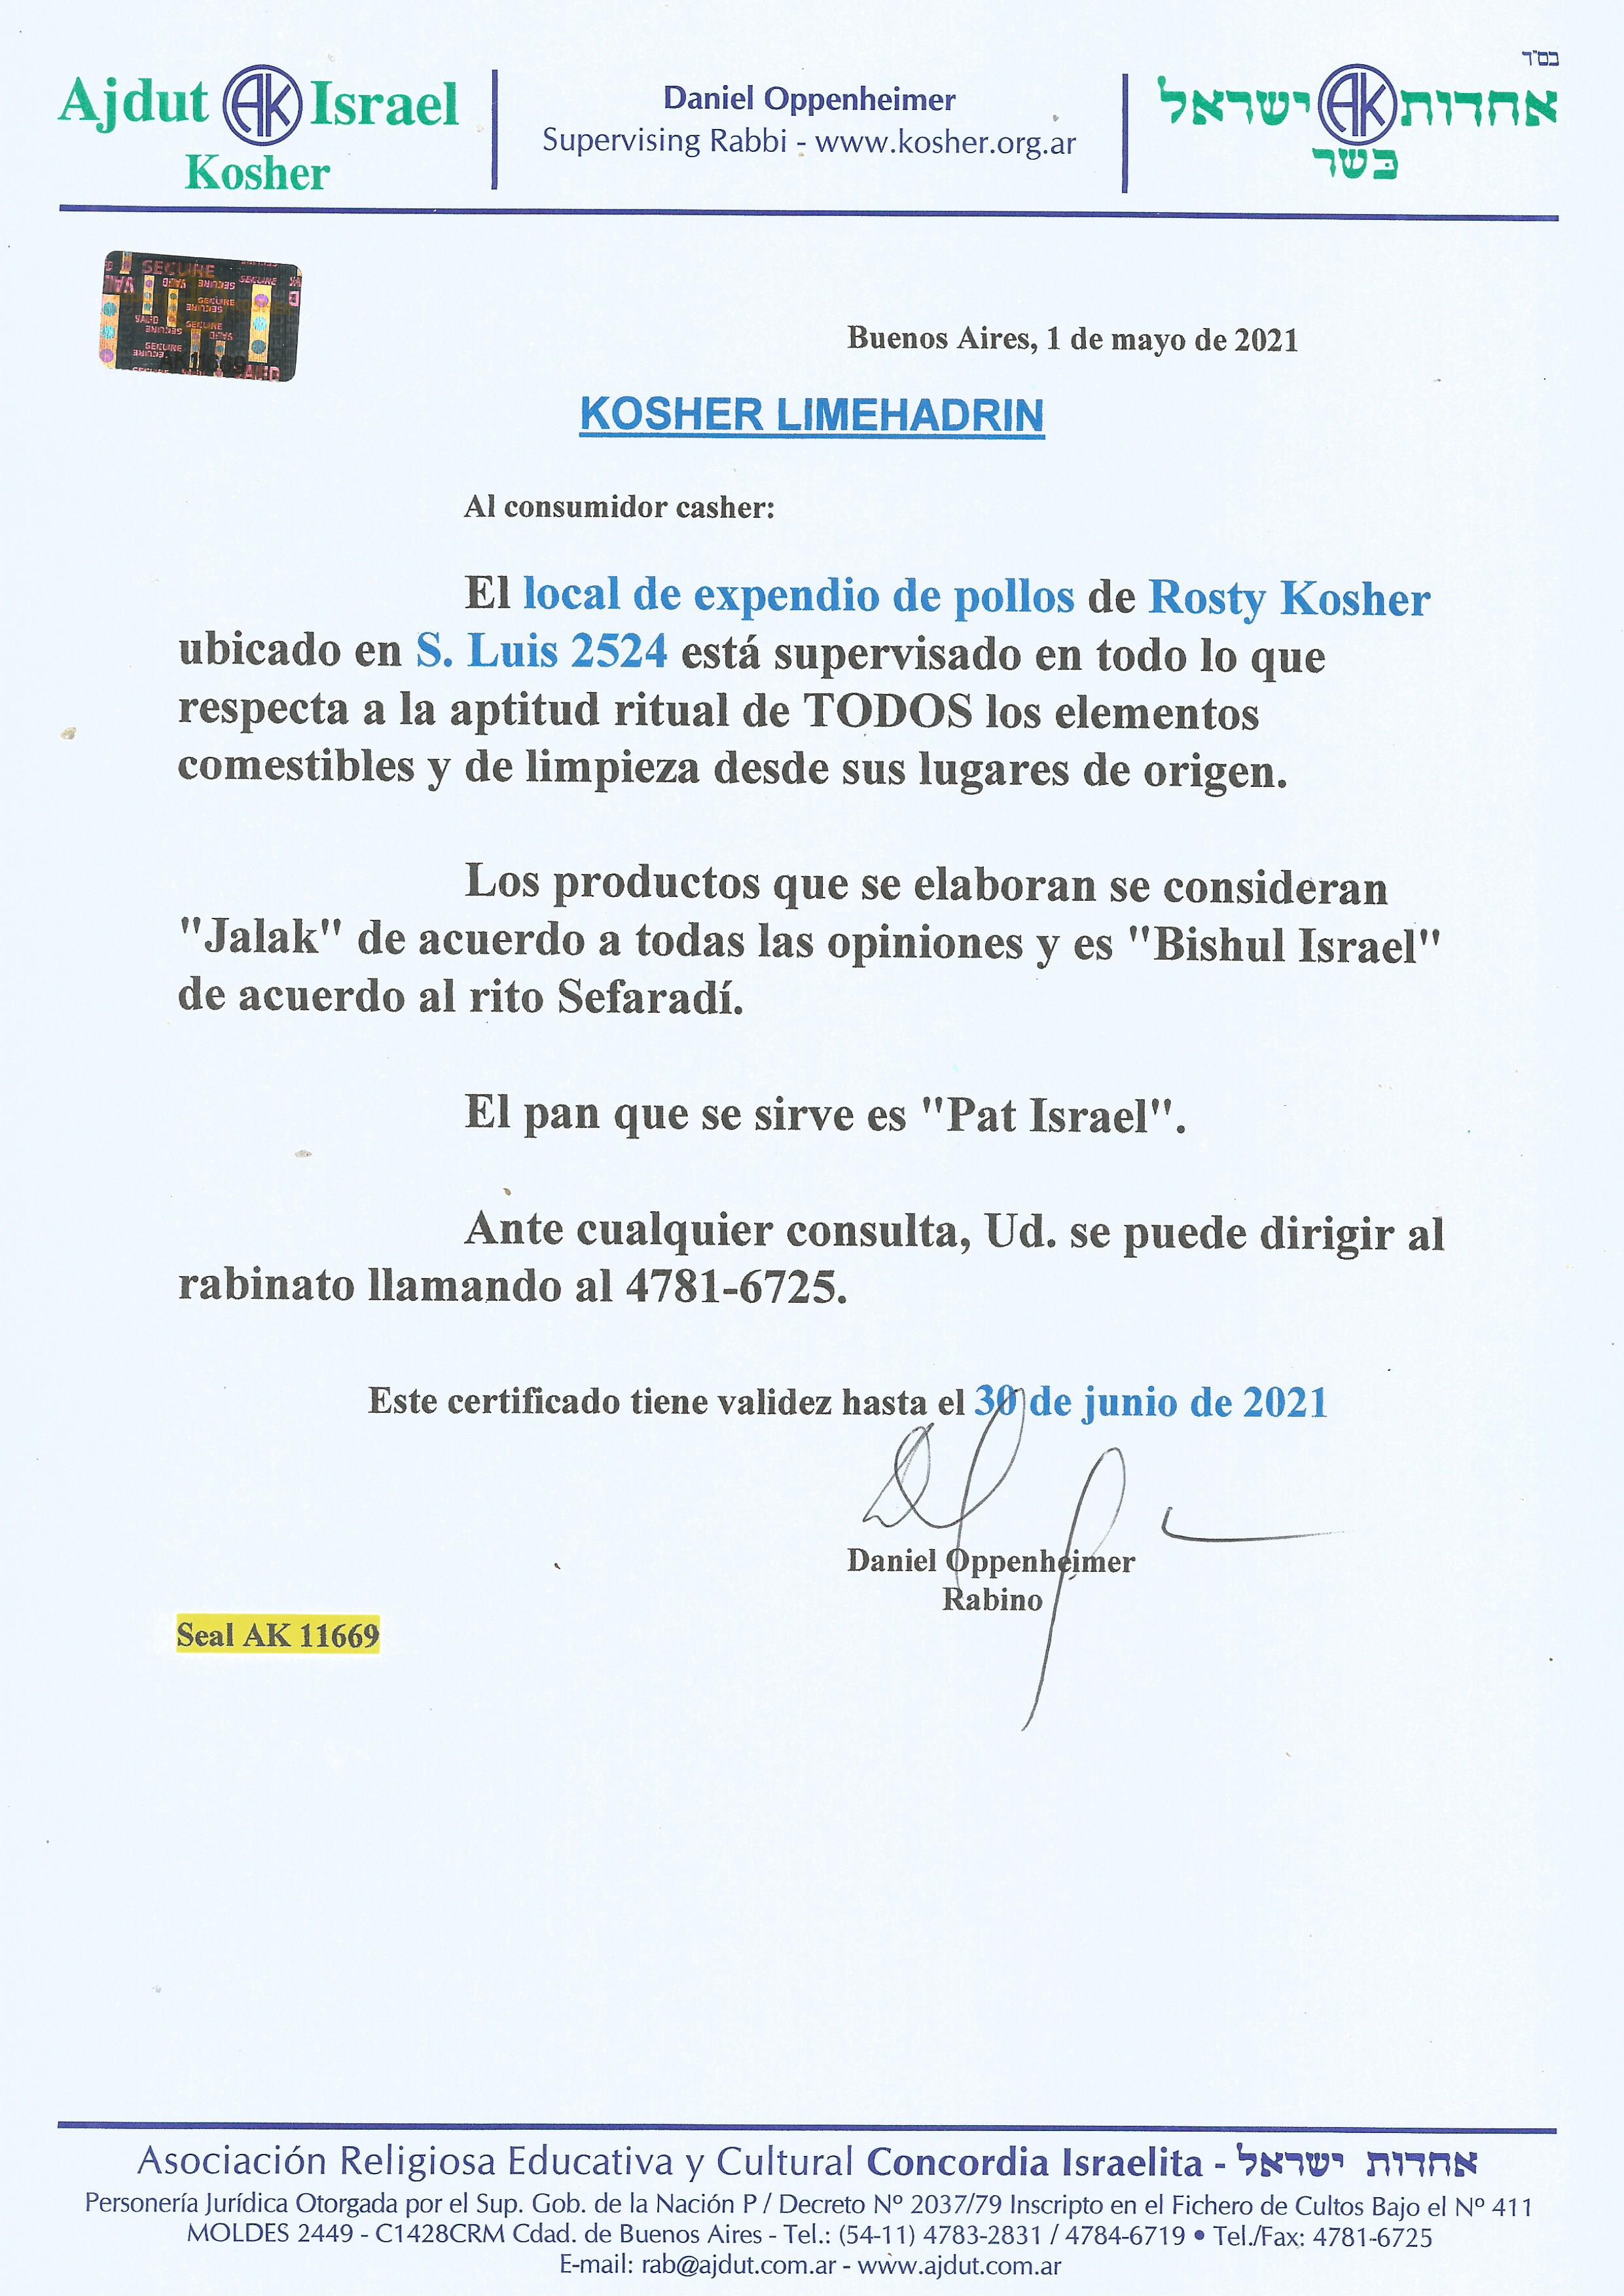 בס"ד
Ajdut AK Israel
Kosher
Daniel Oppenheimer
Supervising Rabbi - www.kosher.org.ar
אחדות AK ישראל
כשר
SECURE
Buenos Aires, 1 de mayo de 2021
KOSHER LIMEHADRIN
Al consumidor casher:
El local de expendio de pollos de Rosty Kosher
ubicado en S. Luis 2524 está supervisado en todo lo que
respecta a la aptitud ritual de TODOS los elementos
comestibles y de limpieza desde sus lugares de origen.
Los productos que se elaboran se consideran
"Jalak" de acuerdo a todas las opiniones y es "Bishul Israel"
de acuerdo al rito Sefaradí.
El pan que se sirve es "Pat Israel".
Ante cualquier consulta, Ud. se puede dirigir al
rabinato llamando al 4781-6725.
Este certificado tiene validez hasta el 30 de junio de 2021
Daniel Oppenheimer
Rabino
Seal AK 11669
Asociación Religiosa Educativa y Cultural Concordia Israelita - אחדות ישראל
Personería Jurídica Otorgada por el Sup. Gob. de la Nación P / Decreto Nº 2037/79 Inscripto en el Fichero de Cultos Bajo el Nº 411
MOLDES 2449 - C1428CRM Cdad. de Buenos Aires - Tel.: (54-11) 4783-2831 / 4784-6719 • Tel./Fax: 4781-6725
E-mail: rab@ajdut.com.ar - www.ajdut.com.ar